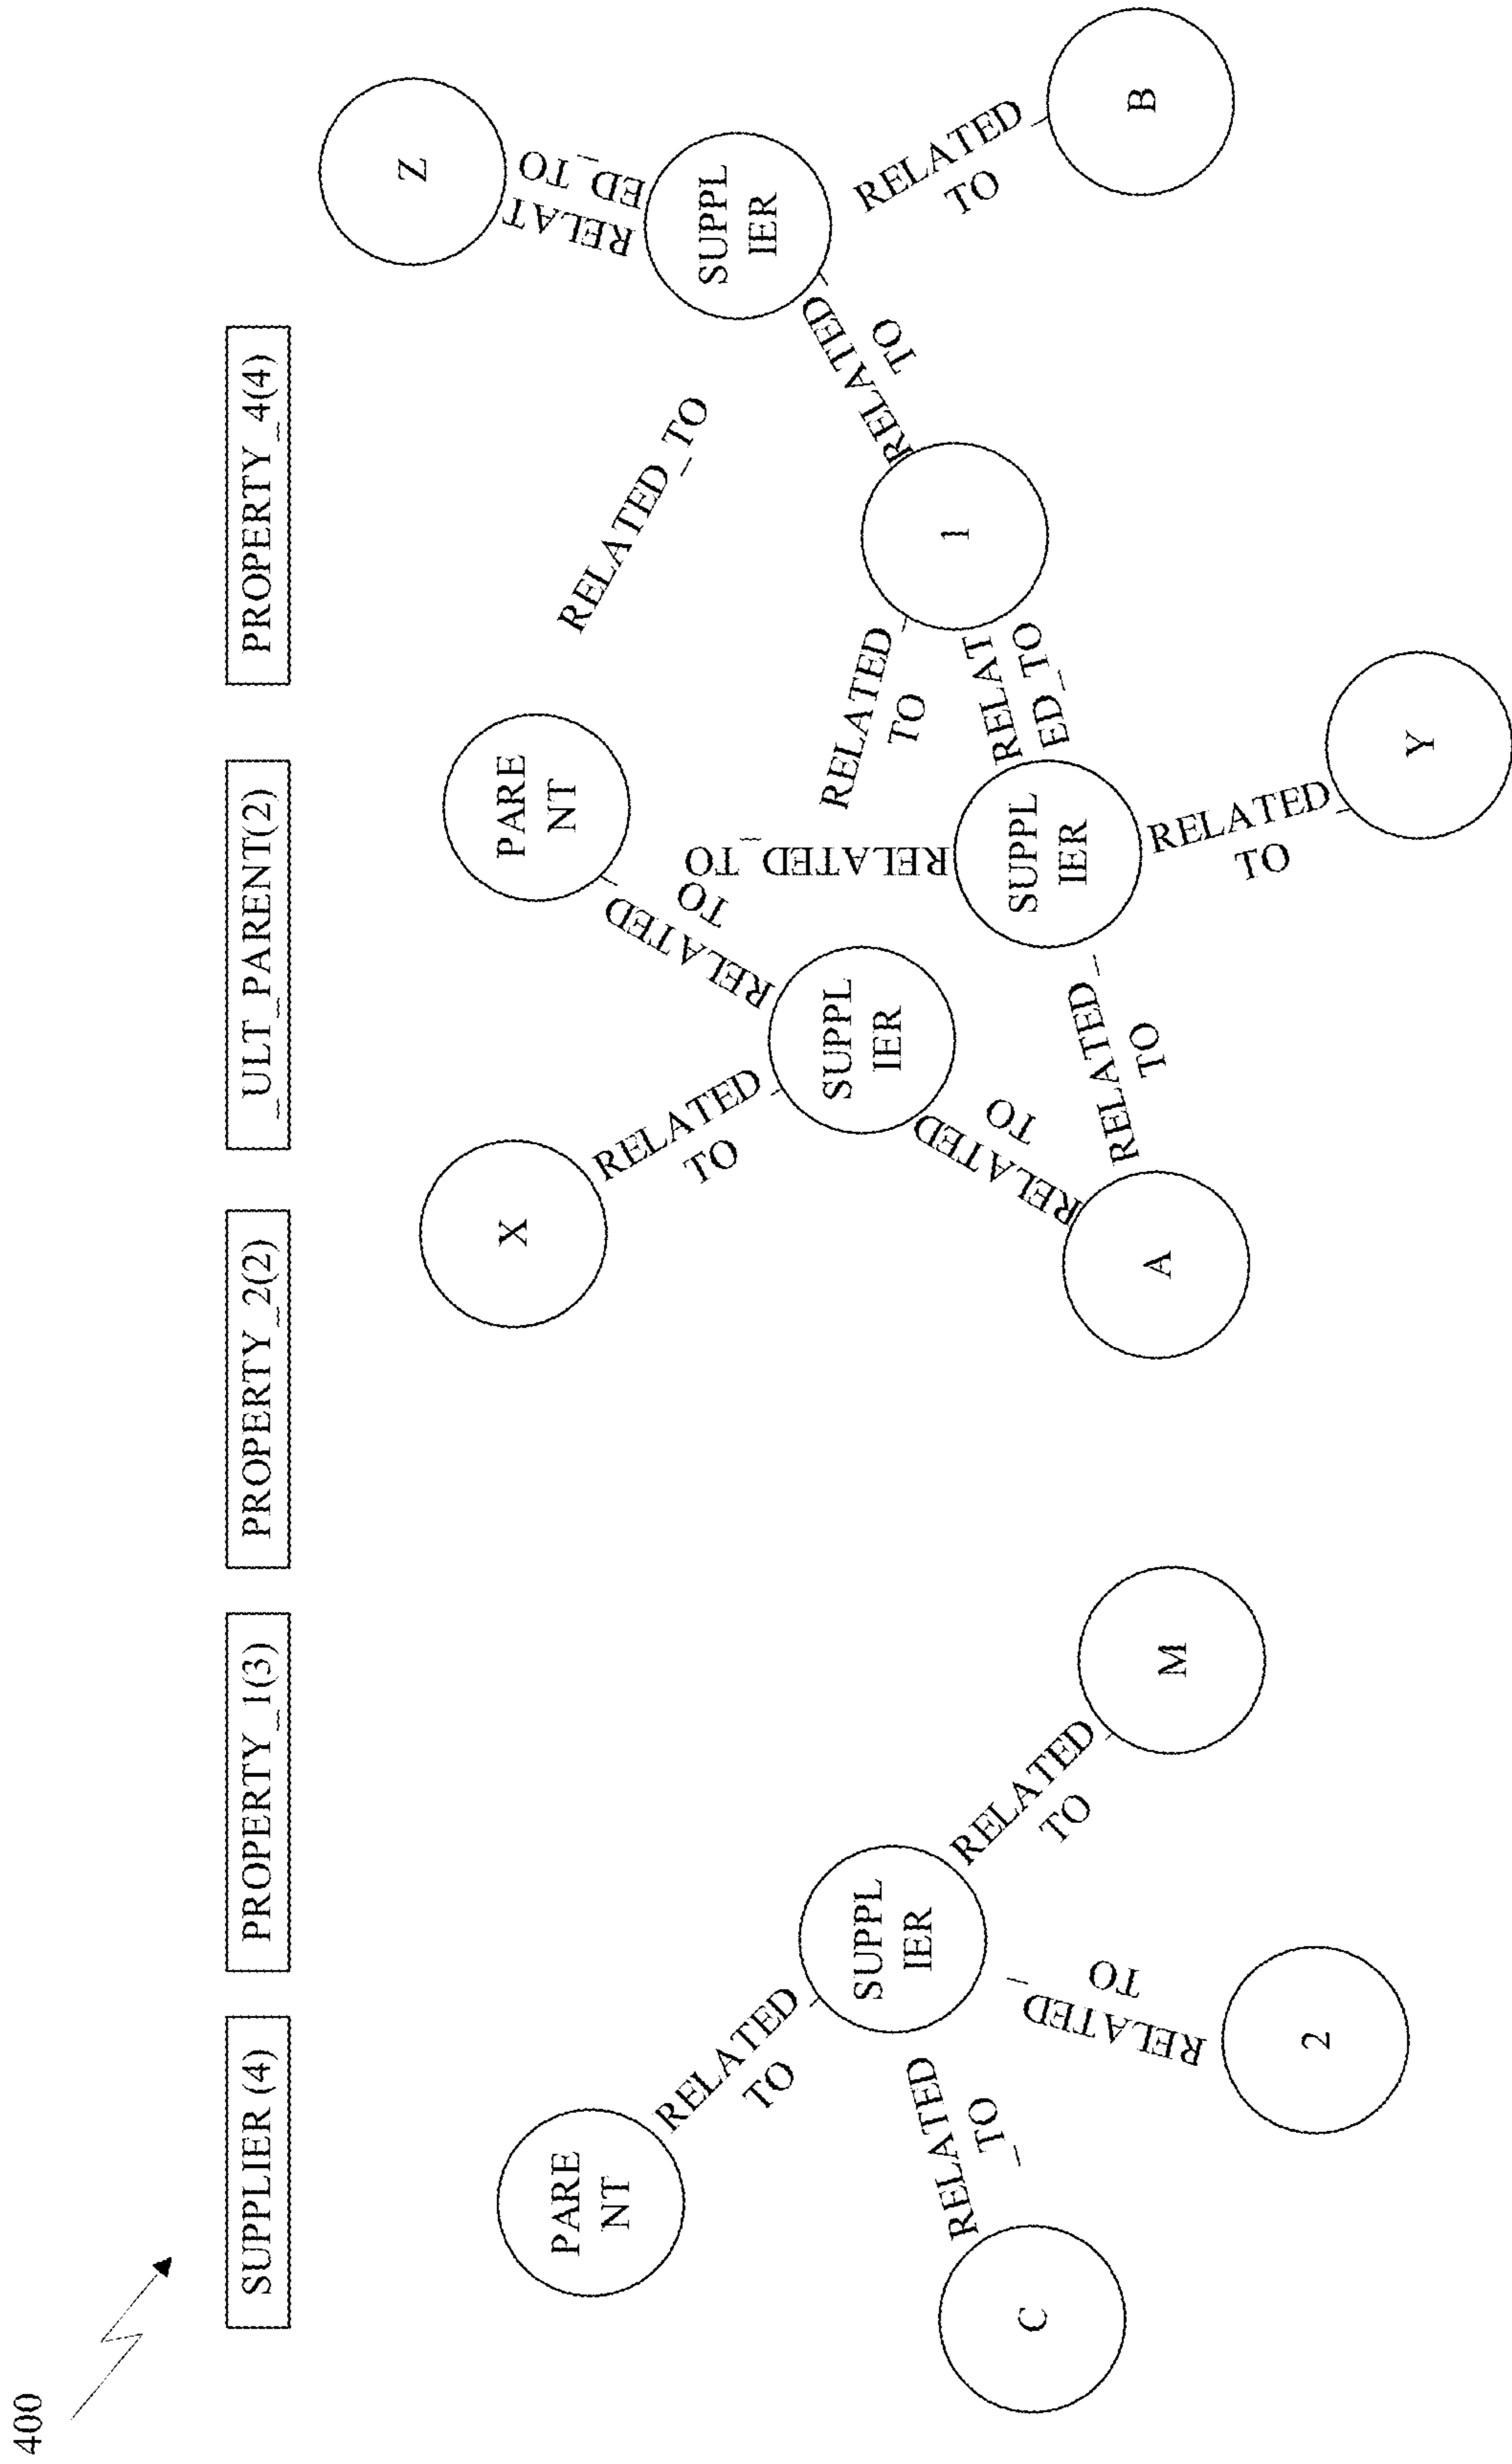 400
SUPPLIER (4)
PROPERTY_1(3)
PROPERTY_2(2)
_ULT_PARENT(2)
PROPERTY_4(4)
PARE
NT
RELATED_
TO
SUPPL
IER
RELATED_
TO
M
RELATED
_TO
C
RELATED_
TO
2
X
RELATED_
TO
PARE
NT
RELATED_
TO
SUPPL
IER
RELATED_
TO
A
RELATED_
TO
RELATED_TO
SUPPL
IER
RELATED_
TO
Y
RELAT
ED_TO
RELATED_
TO
1
RELATED_
TO
RELATED_TO
Z
RELAT
ED_TO
SUPPL
IER
RELATED_
TO
B